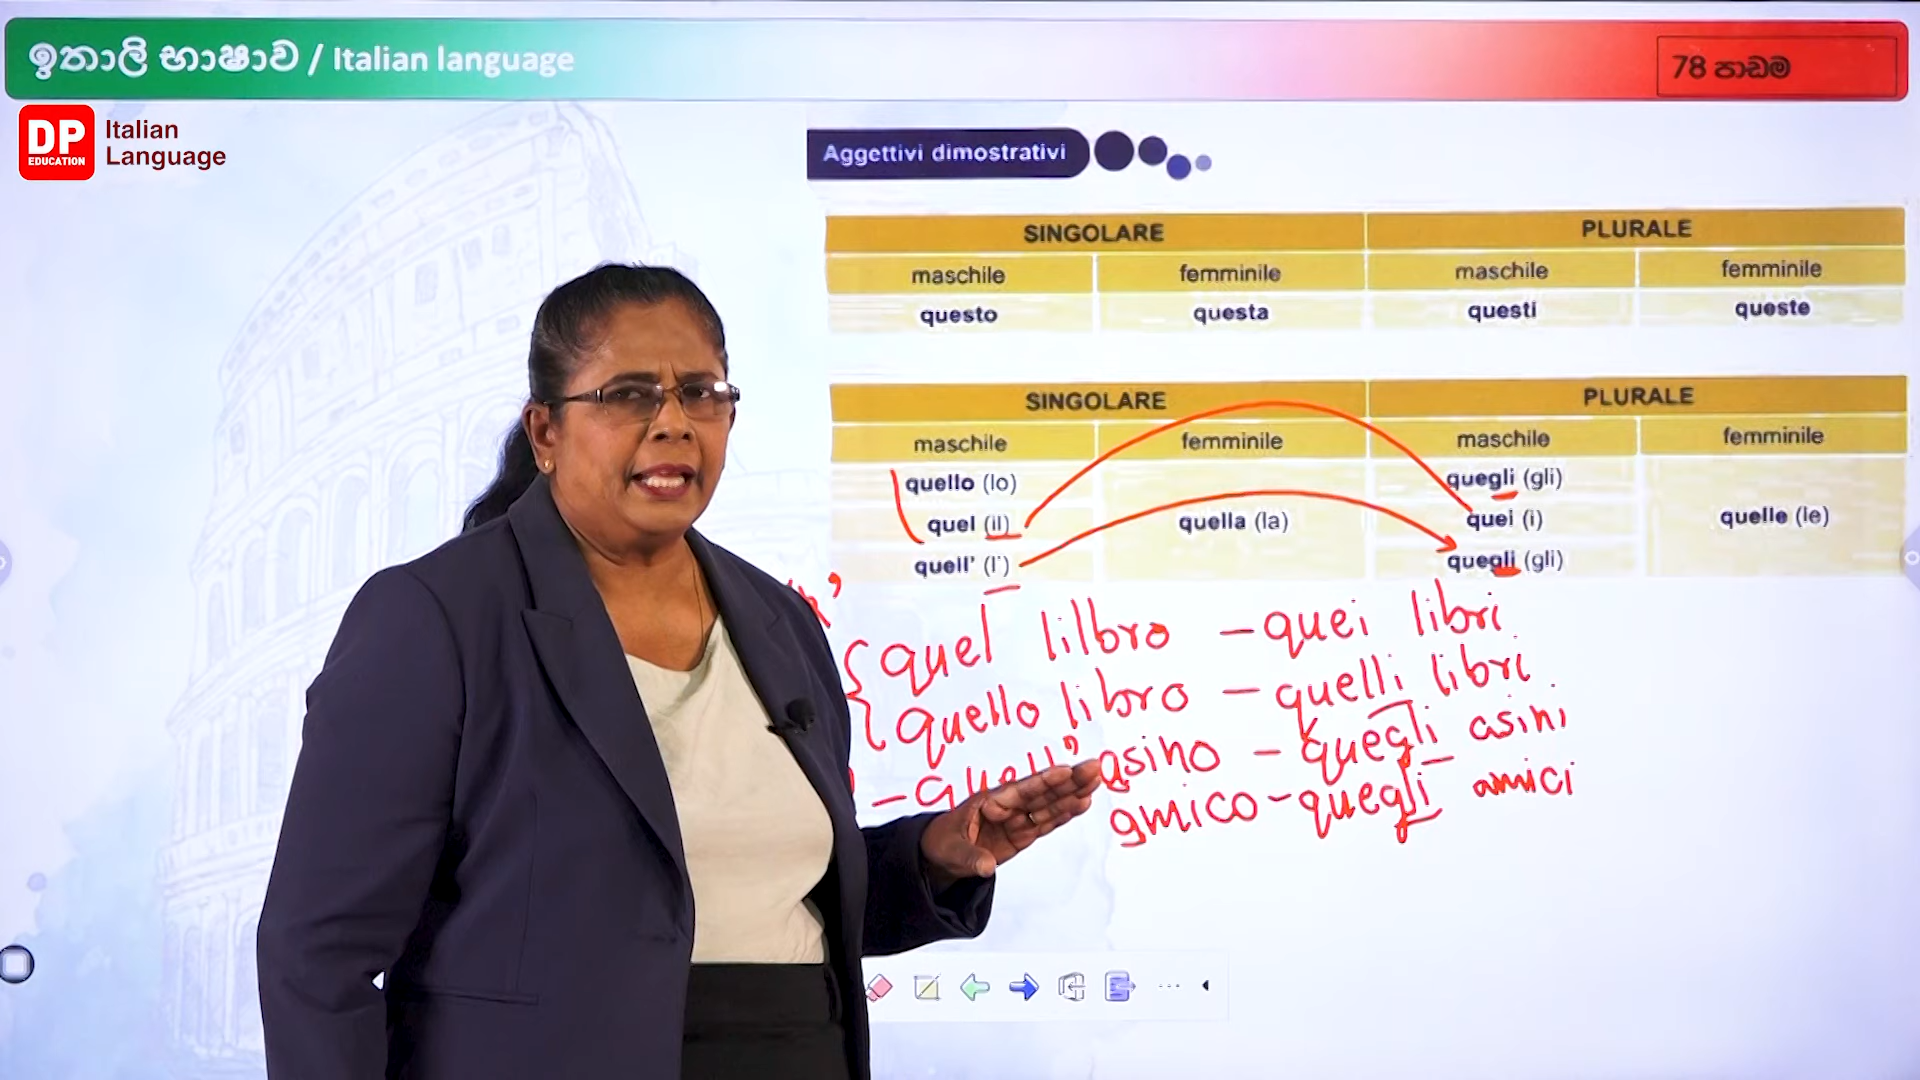 ඉතාලි භාෂාව / Italian language
78 පාඩම
DP
EDUCATION
Italian
Language
Aggettivi dimostrativi
SINGOLARE PLURALE
maschile femminile maschile femminile
questo questa questi queste
SINGOLARE PLURALE
maschile femminile maschile femminile
quello (lo) quegli (gli)
quel (il) quella (la) quei (i) quelle (le)
quell' (l') quegli (gli)
quel lilbro - quei libri
quello libro - quelli libri
- quell' asino - quegli asini
amico - quegli amici